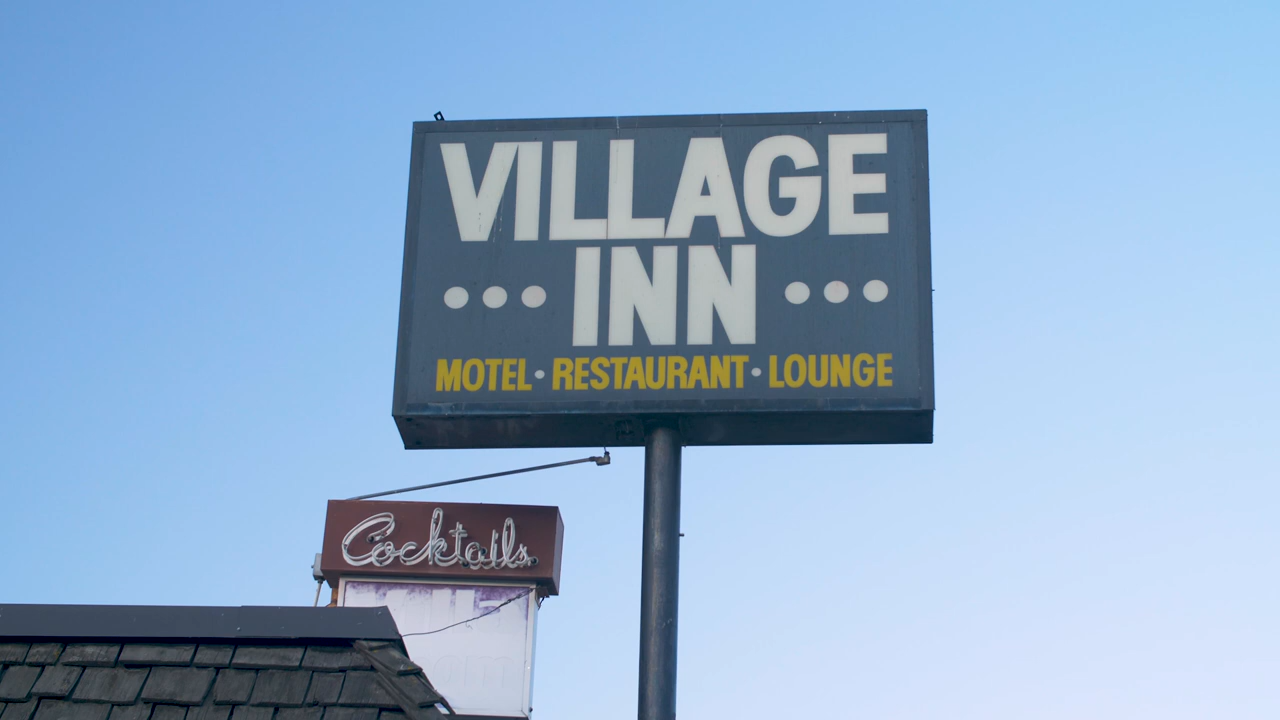 VILLAGE
••• INN •••
MOTEL • RESTAURANT • LOUNGE
Cocktails